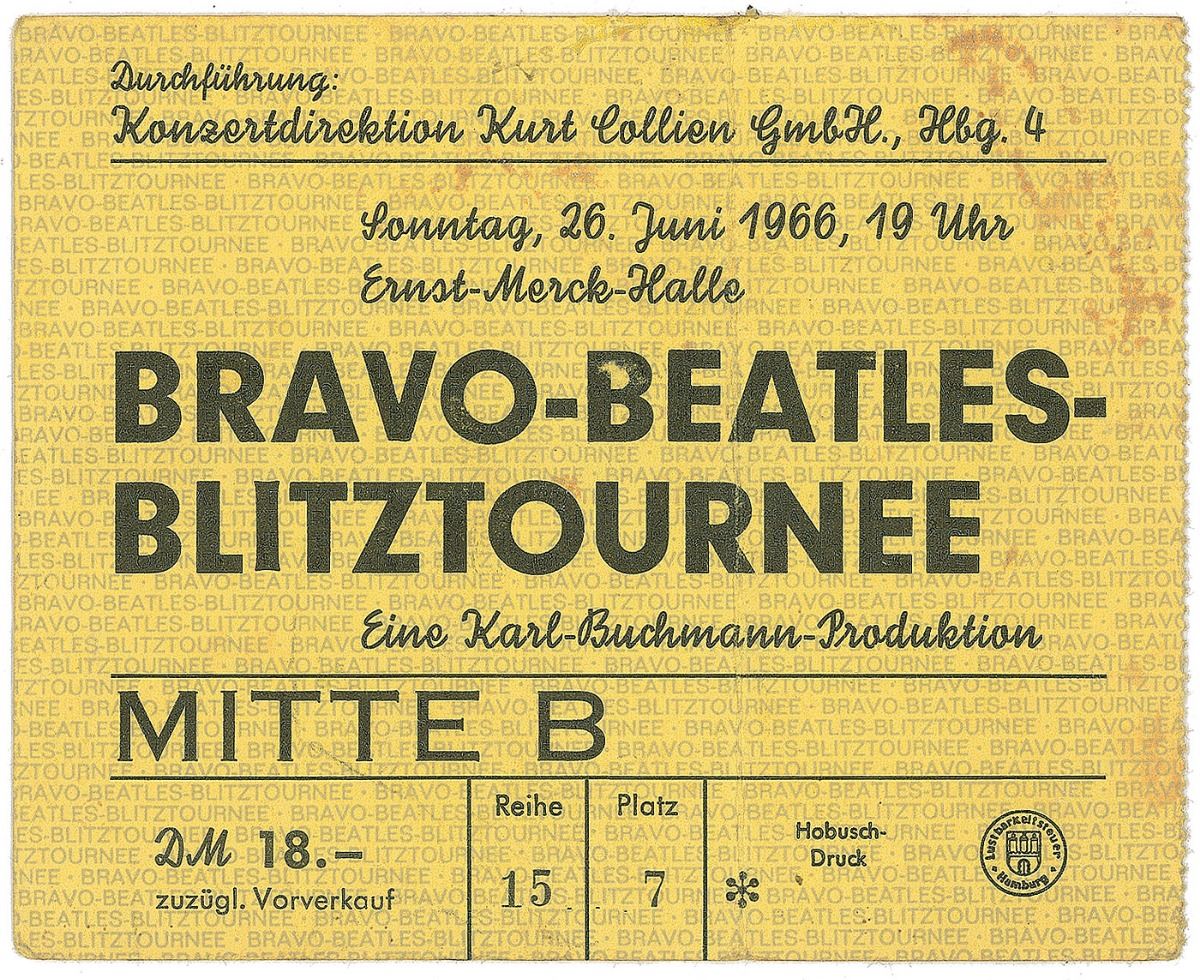 Durchführung:
Konzertdirektion Kurt Collien GmbH., Hbg. 4
Sonntag, 26. Juni 1966, 19 Uhr
Ernst-Merck-Halle
BRAVO-BEATLES-
BLITZTOURNEE
Eine Karl-Buchmann-Produktion
MITTE B
DM 18.–
zuzügl. Vorverkauf
Reihe
15
Platz
7
*
Hobusch-
Druck
Lustbarkeitsteuer
Hamburg